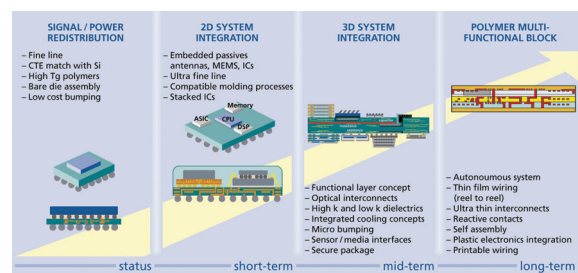 SIGNAL / POWER
REDISTRIBUTION
– Fine line
– CTE match with Si
– High Tg polymers
– Bare die assembly
– Low cost bumping
status
2D SYSTEM
INTEGRATION
– Embedded passives
antennas, MEMS, ICs
– Ultra fine line
– Compatible molding processes
– Stacked ICs
Memory
ASIC
CPU
DSP
short-term
3D SYSTEM
INTEGRATION
– Functional layer concept
– Optical interconnects
– High k and low k dielectrics
– Integrated cooling concepts
– Micro bumping
– Sensor / media interfaces
– Secure package
mid-term
POLYMER MULTI-
FUNCTIONAL BLOCK
– Autonoumous system
– Thin film wiring
(reel to reel)
– Ultra thin interconnects
– Reactive contacts
– Self assembly
– Plastic electronics integration
– Printable wiring
long-term